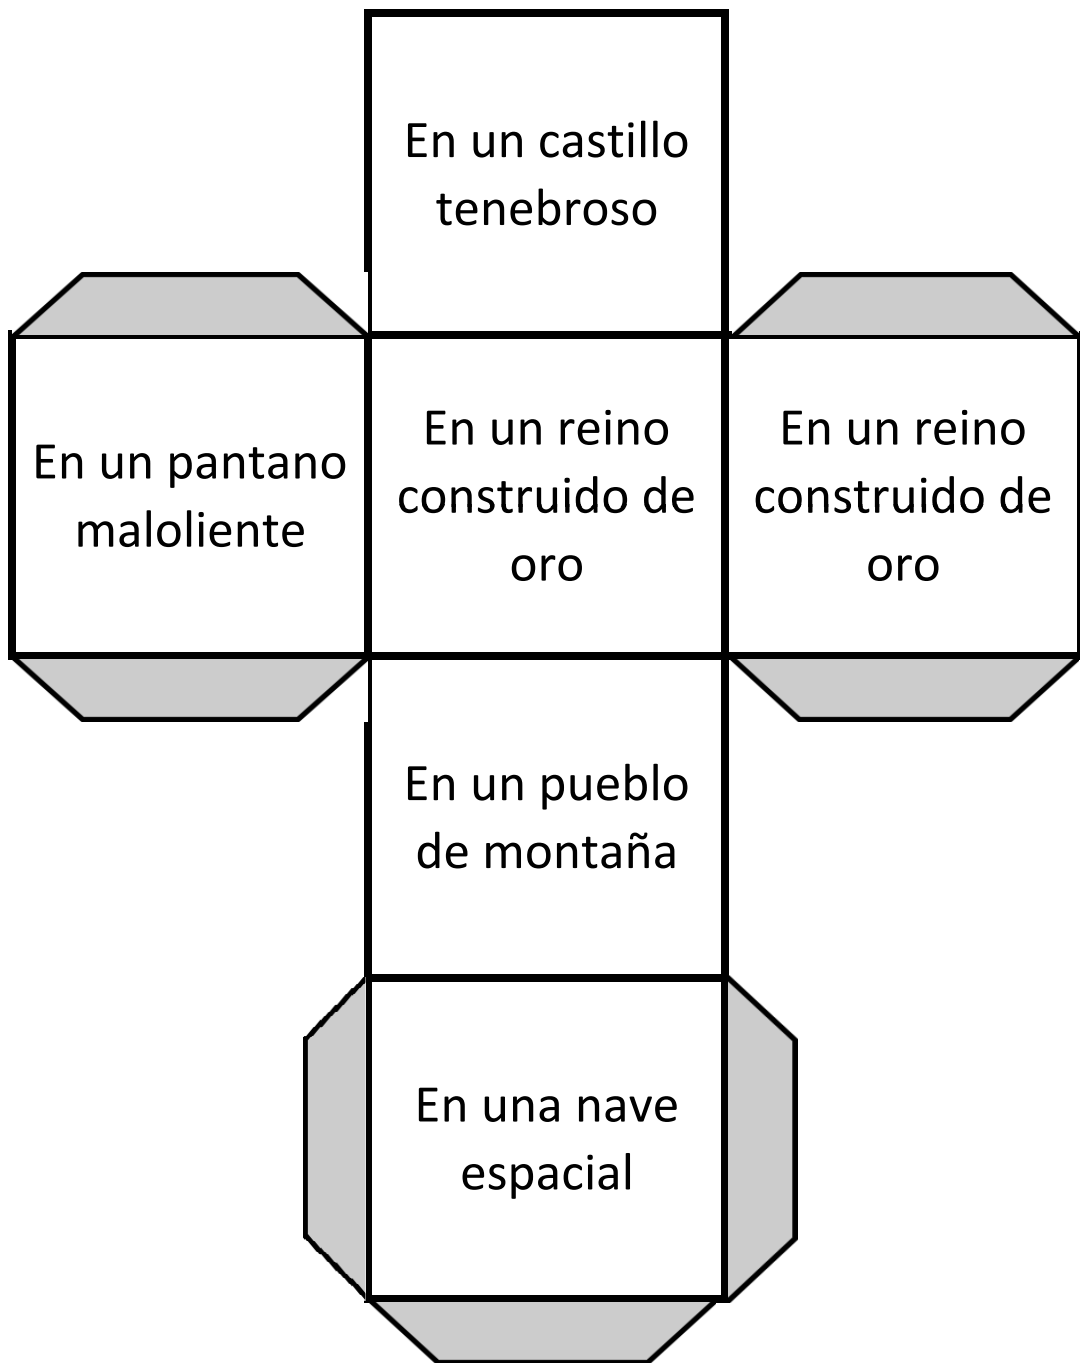 En un castillo
tenebroso
En un pantano
maloliente
En un reino
construido de
oro
En un reino
construido de
oro
En un pueblo
de montaña
En una nave
espacial